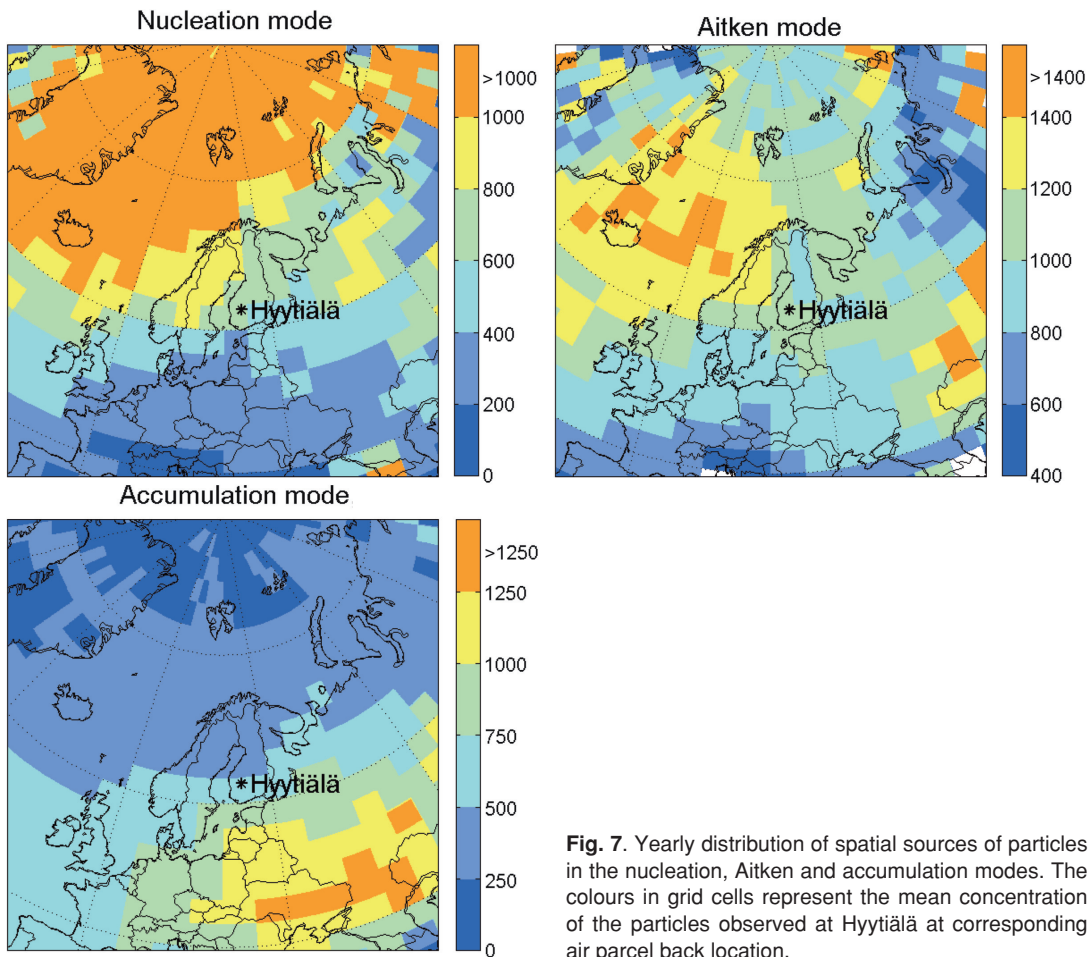 Nucleation mode
>1000
1000
800
600
400
200
0
*Hyytiälä
Aitken mode
>1400
1400
1200
1000
800
600
400
*Hyytiälä
Accumulation mode
>1250
1250
1000
750
500
250
0
*Hyytiälä
Fig. 7. Yearly distribution of spatial sources of particles
in the nucleation, Aitken and accumulation modes. The
colours in grid cells represent the mean concentration
of the particles observed at Hyytiälä at corresponding
air parcel back location.